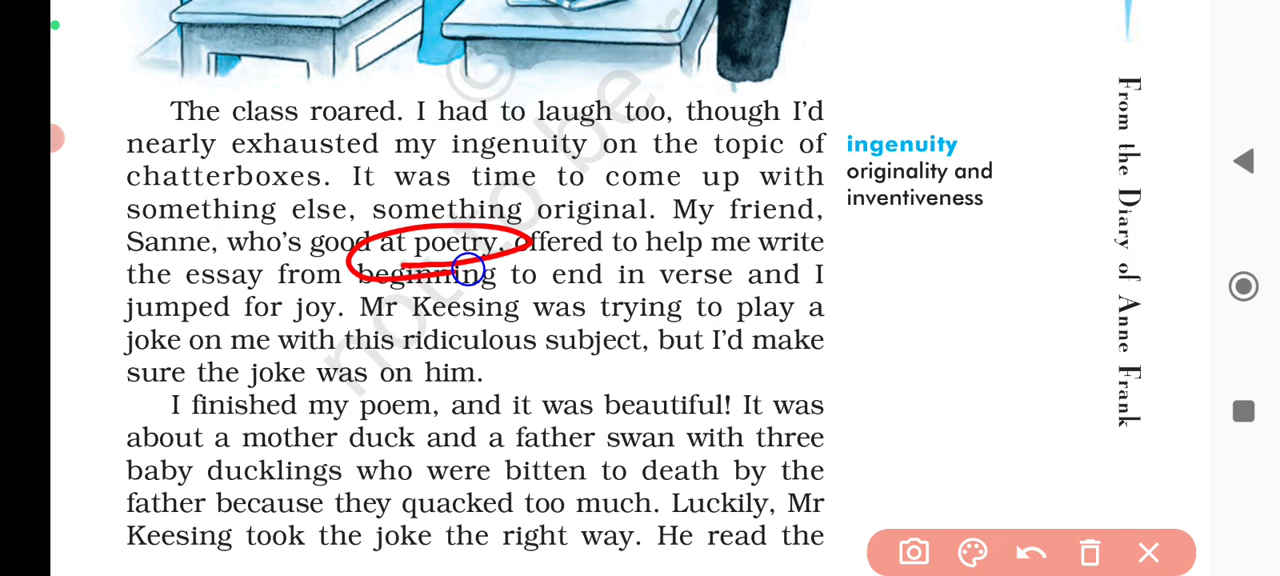 The class roared. I had to laugh too, though I'd
nearly exhausted my ingenuity on the topic of
chatterboxes. It was time to come up with
something else, something original. My friend,
Sanne, who's good at poetry, offered to help me write
the essay from beginning to end in verse and I
jumped for joy. Mr Keesing was trying to play a
joke on me with this ridiculous subject, but I'd make
sure the joke was on him.
I finished my poem, and it was beautiful! It was
about a mother duck and a father swan with three
baby ducklings who were bitten to death by the
father because they quacked too much. Luckily, Mr
Keesing took the joke the right way. He read the
ingenuity
originality and
inventiveness
From the Diary of Anne Frank
©
not to be